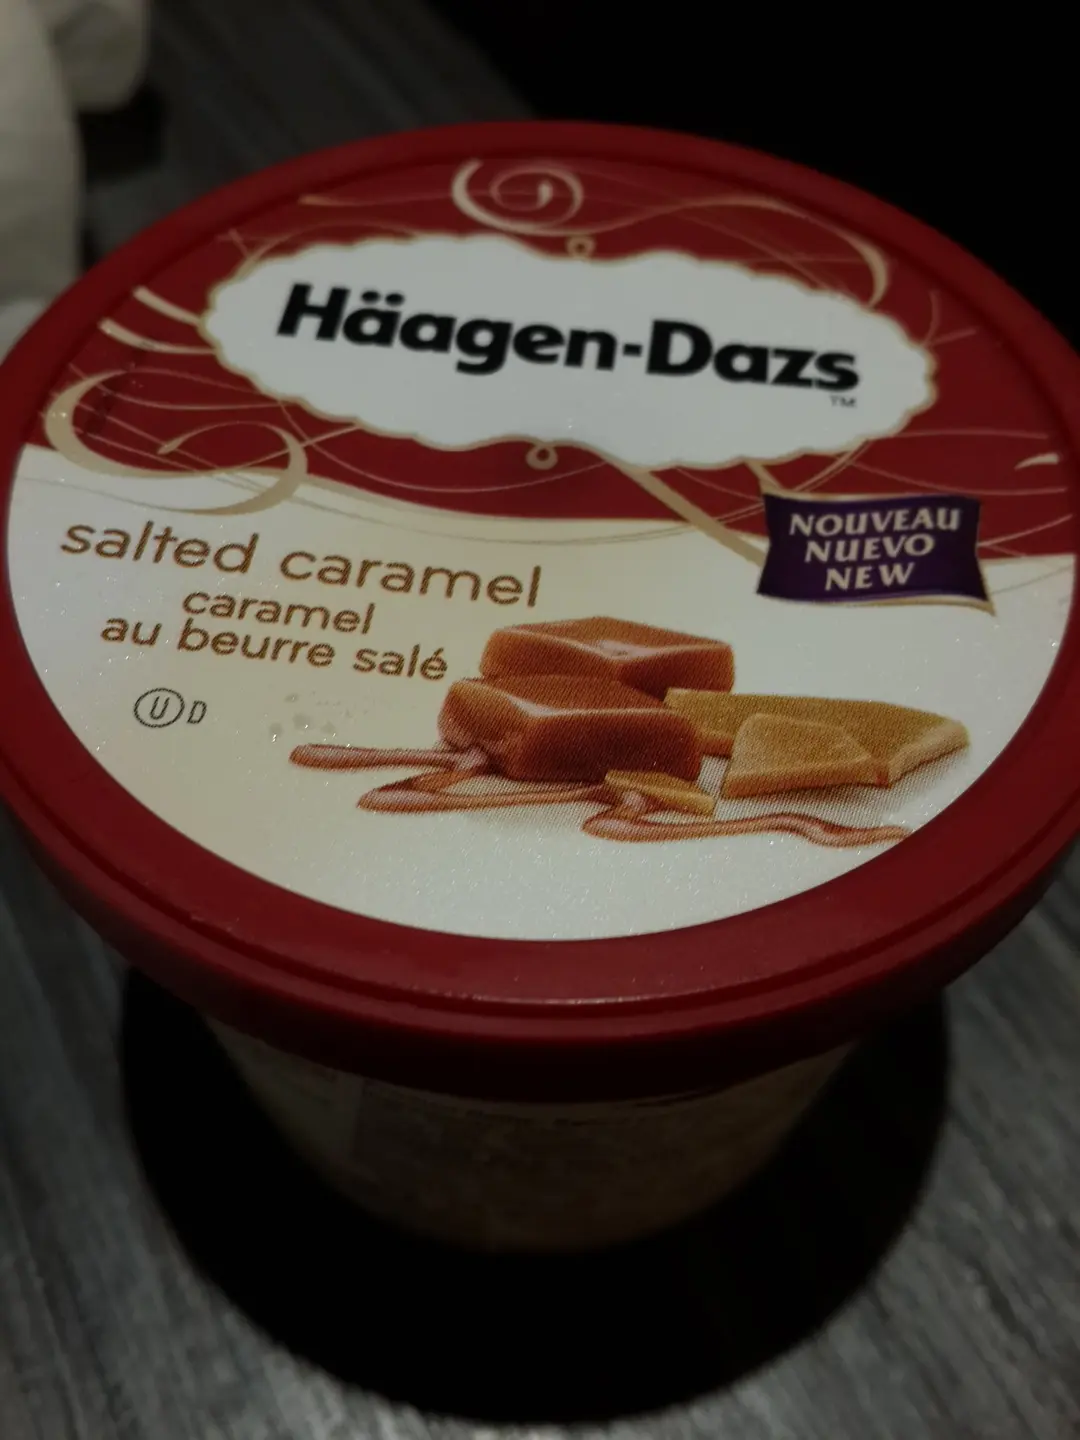 Häagen-Dazs
TM
NOUVEAU
NUEVO
NEW
salted caramel
caramel
au beurre salé
U D